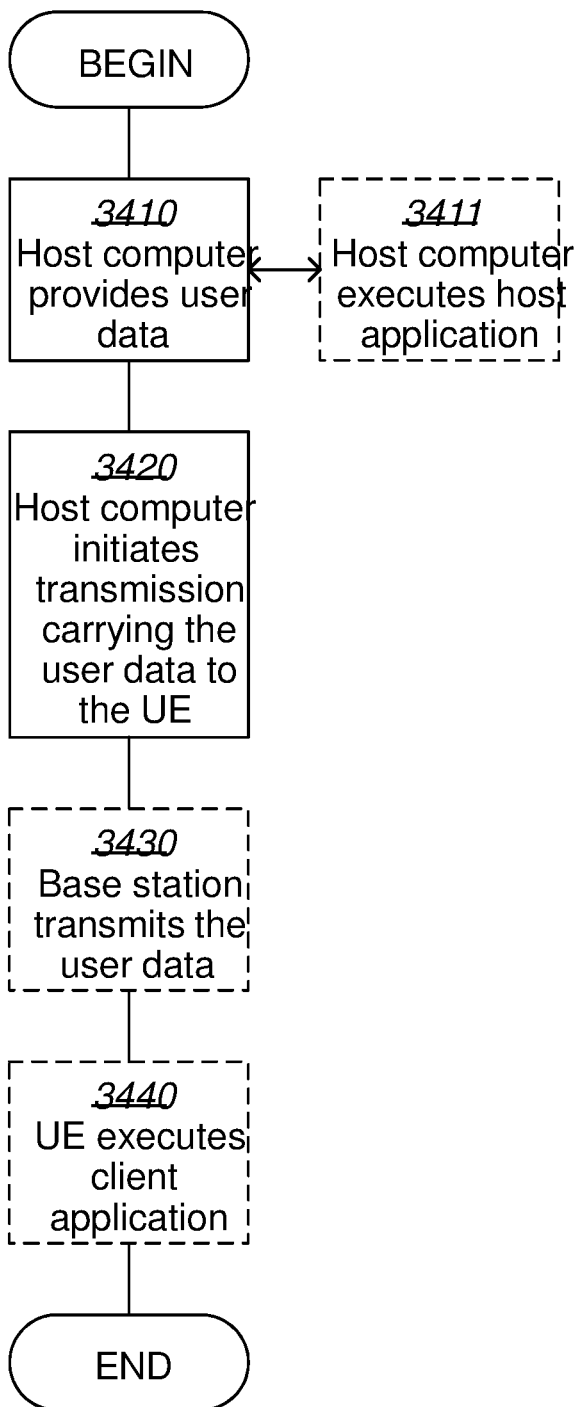 BEGIN
3410
Host computer
provides user
data
3411
Host computer
executes host
application
3420
Host computer
initiates
transmission
carrying the
user data to
the UE
3430
Base station
transmits the
user data
3440
UE executes
client
application
END